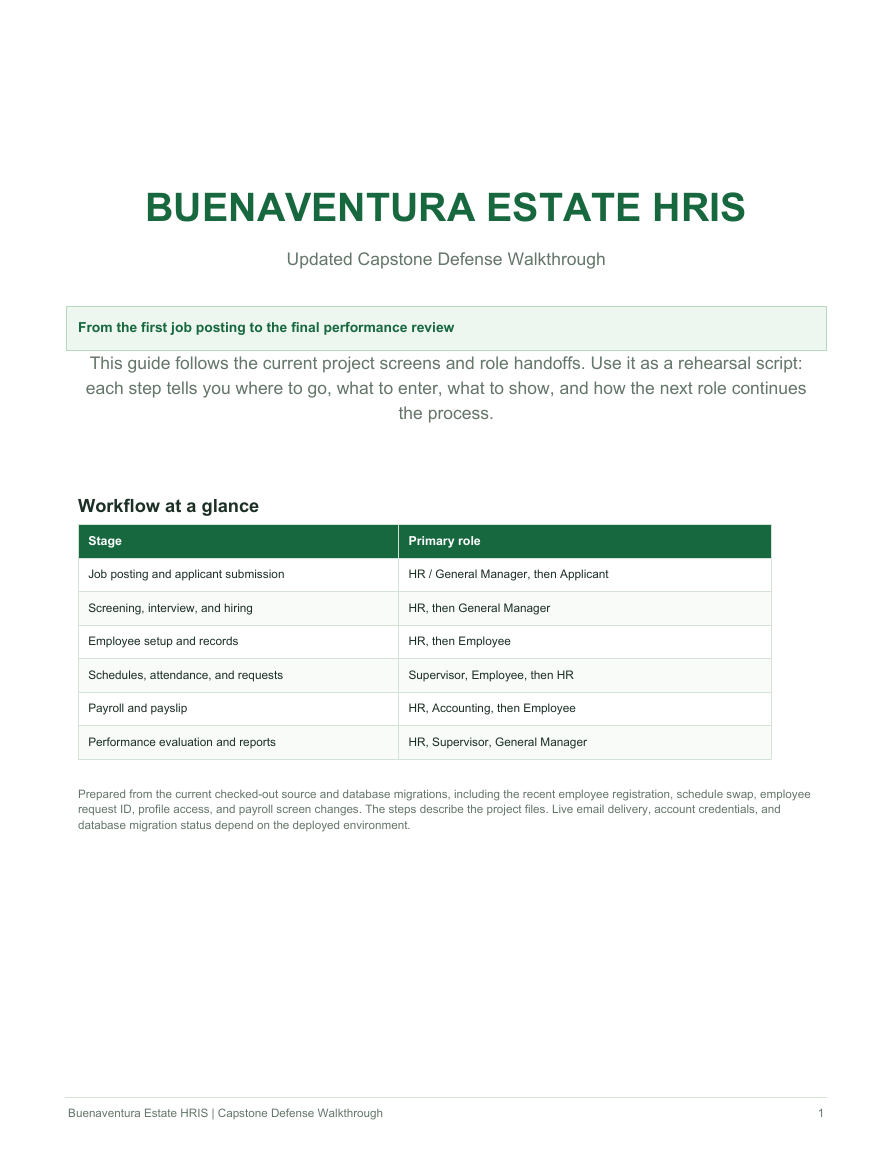 BUENAVENTURA ESTATE HRIS
Updated Capstone Defense Walkthrough
From the first job posting to the final performance review
This guide follows the current project screens and role handoffs. Use it as a rehearsal script:
each step tells you where to go, what to enter, what to show, and how the next role continues
the process.
Workflow at a glance
Stage Primary role
Job posting and applicant submission HR / General Manager, then Applicant
Screening, interview, and hiring HR, then General Manager
Employee setup and records HR, then Employee
Schedules, attendance, and requests Supervisor, Employee, then HR
Payroll and payslip HR, Accounting, then Employee
Performance evaluation and reports HR, Supervisor, General Manager
Prepared from the current checked-out source and database migrations, including the recent employee registration, schedule swap, employee
request ID, profile access, and payroll screen changes. The steps describe the project files. Live email delivery, account credentials, and
database migration status depend on the deployed environment.
Buenaventura Estate HRIS | Capstone Defense Walkthrough 1